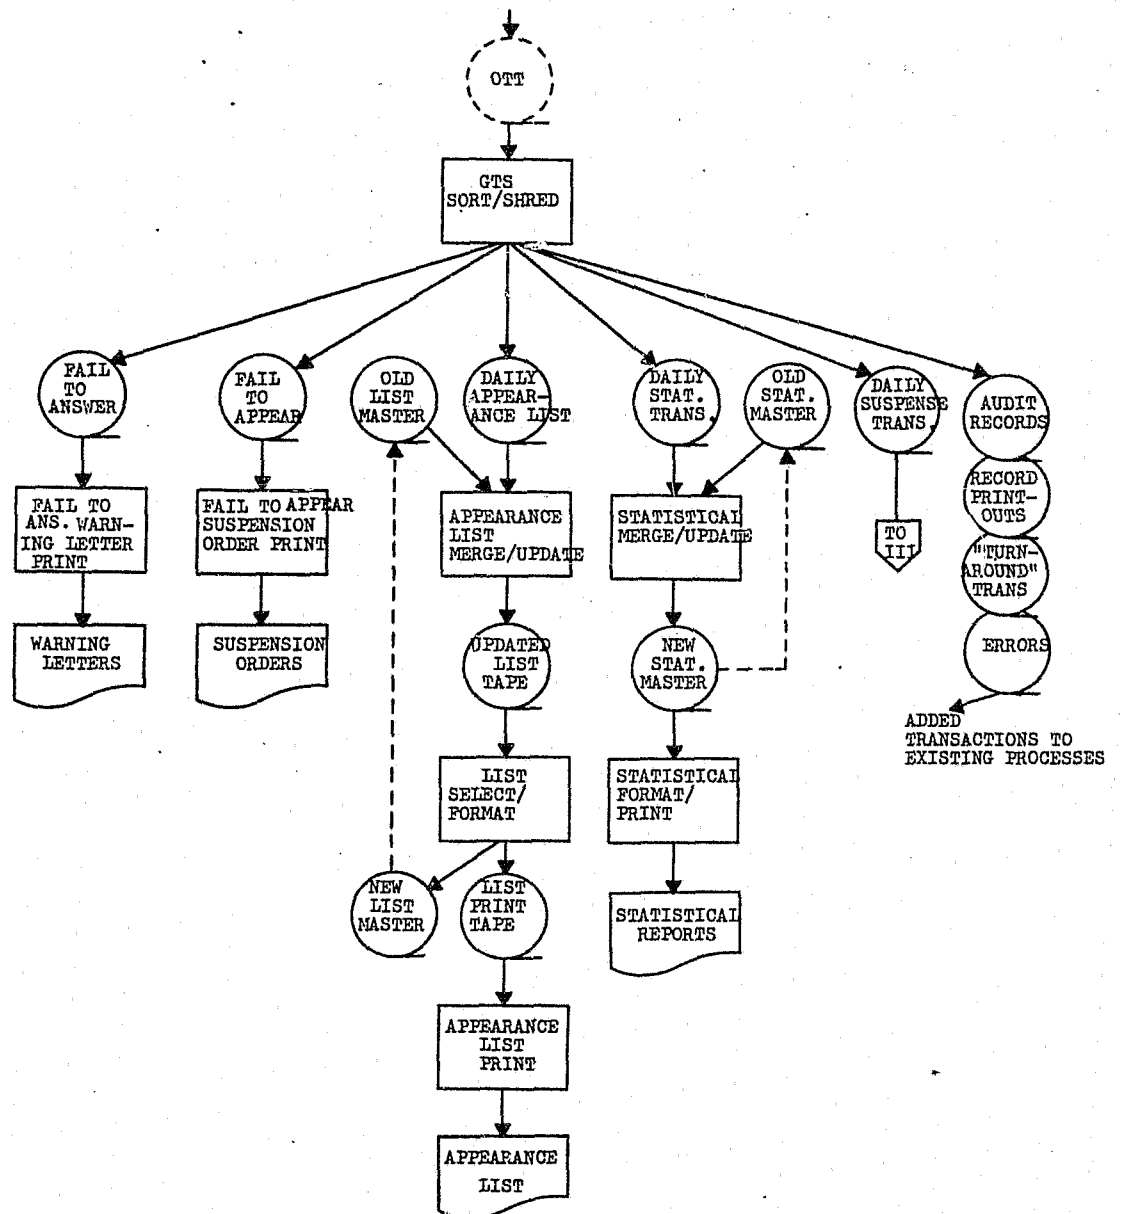 OTT
GTS
SORT/SHRED
FAIL
TO
ANSWER
FAIL
TO
APPEAR
OLD
LIST
MASTER
DAILY
APPEAR-
ANCE LIST
DAILY
STAT.
TRANS.
OLD
STAT.
MASTER
DAILY
SUSPENSE
TRANS.
AUDIT
RECORDS
RECORD
PRINT-
OUTS
"TURN-
AROUND"
TRANS
ERRORS
ADDED
TRANSACTIONS TO
EXISTING PROCESSES
FAIL TO
ANS. WARN-
ING LETTER
PRINT
FAIL TO APPEAR
SUSPENSION
ORDER PRINT
APPEARANCE
LIST
MERGE/UPDATE
STATISTICAL
MERGE/UPDATE
TO
III
WARNING
LETTERS
SUSPENSION
ORDERS
UPDATED
LIST
TAPE
NEW
STAT.
MASTER
LIST
SELECT/
FORMAT
STATISTICAL
FORMAT/
PRINT
NEW
LIST
MASTER
LIST
PRINT
TAPE
STATISTICAL
REPORTS
APPEARANCE
LIST
PRINT
APPEARANCE
LIST